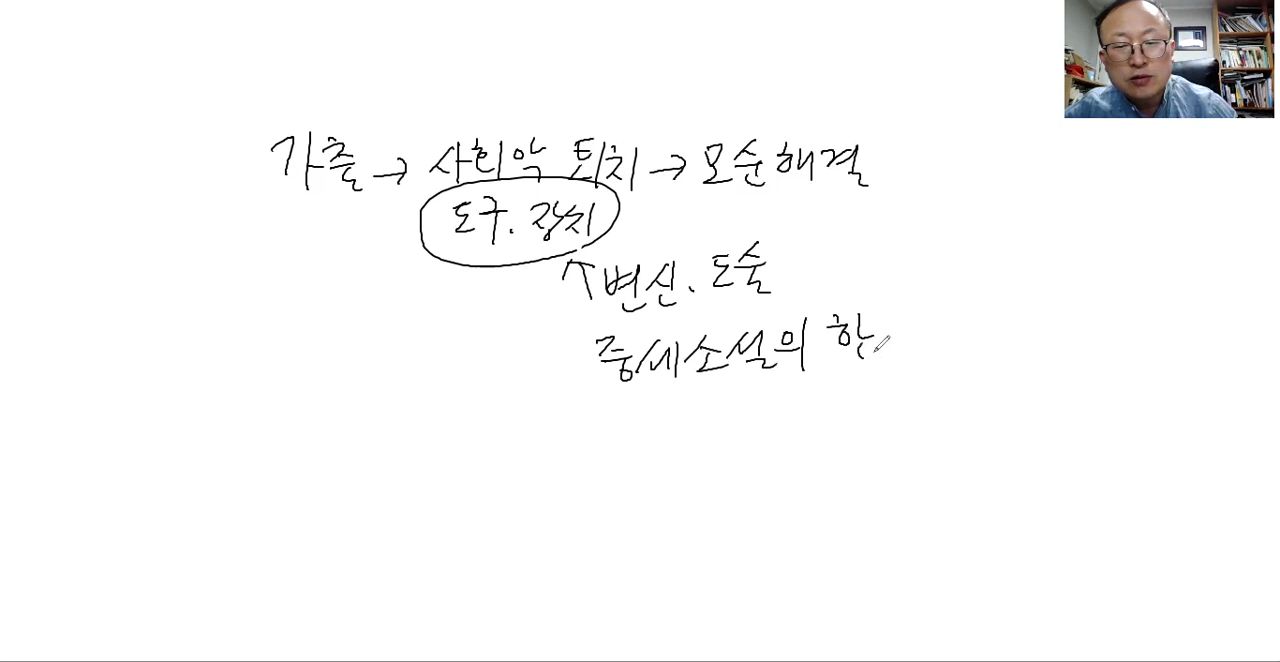 가출 → 사회악 퇴치 → 모순해결
도구. 장치
↑ 변신. 도술
중세소설의 한